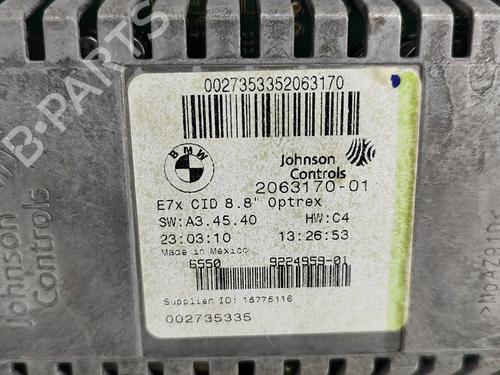 0027353352063170
BMW
Johnson
Controls
2063170-01
E7x CID 8.8" Optrex
SW:A3.45.40 HW:C4
23:03:10 13:26:53
Made in Mexico
6550 9224959-01
Supplier ID: 15775116
002735335
Johnson
Controls
B-PARTS